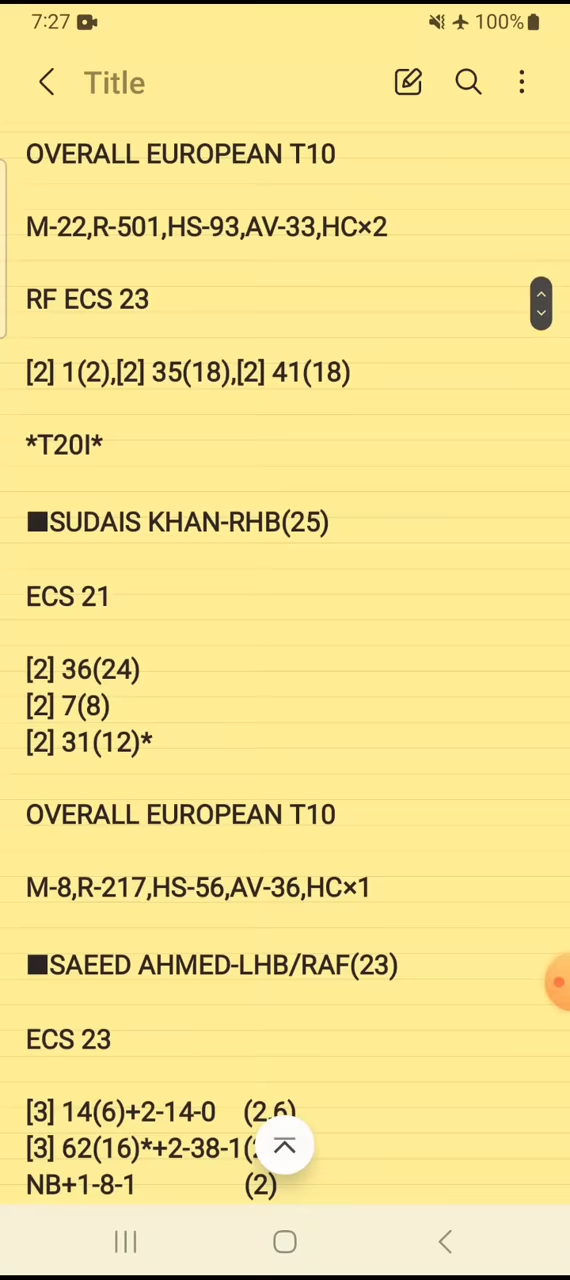 7:27
100%
Title
OVERALL EUROPEAN T10
M-22,R-501,HS-93,AV-33,HC×2
RF ECS 23
[2] 1(2),[2] 35(18),[2] 41(18)
*T20I*
■SUDAIS KHAN-RHB(25)
ECS 21
[2] 36(24)
[2] 7(8)
[2] 31(12)*
OVERALL EUROPEAN T10
M-8,R-217,HS-56,AV-36,HC×1
■SAEED AHMED-LHB/RAF(23)
ECS 23
[3] 14(6)+2-14-0 (2,6)
[3] 62(16)*+2-38-1(
NB+1-8-1 (2)